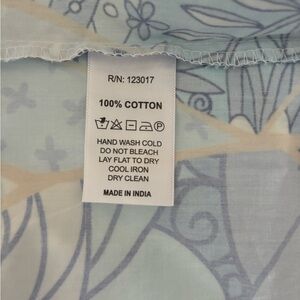 R/N: 123017
100% COTTON
HAND WASH COLD
DO NOT BLEACH
LAY FLAT TO DRY
COOL IRON
DRY CLEAN
MADE IN INDIA